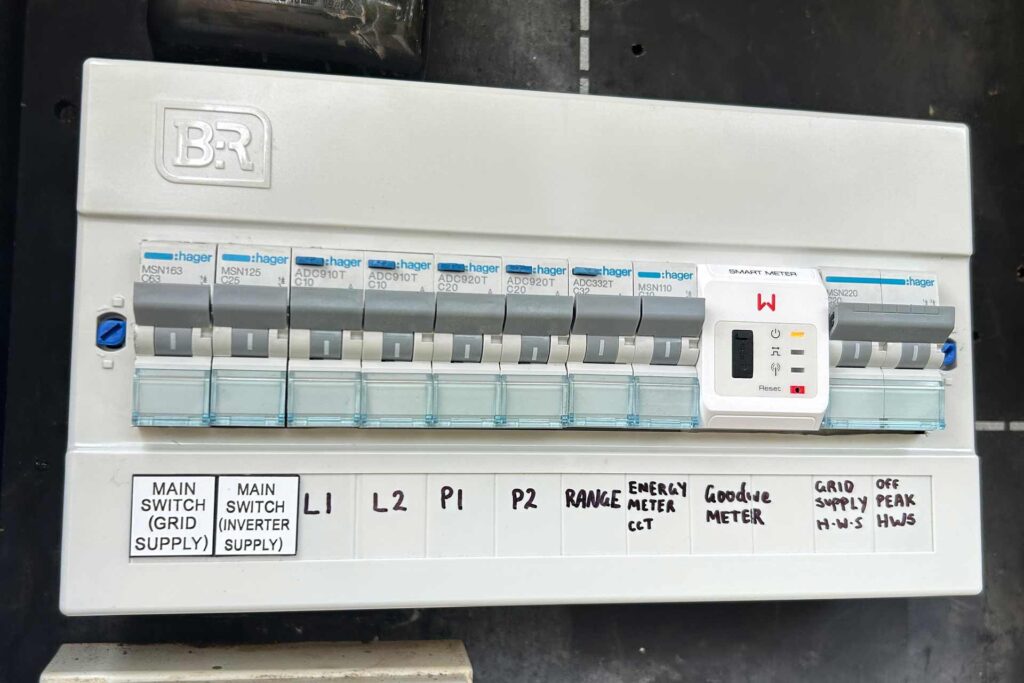 BR
:hager
MSN163
C63
:hager
MSN125
C25
:hager
ADC910T
C10
:hager
ADC910T
C10
:hager
ADC920T
C20
:hager
ADC920T
C20
:hager
ADC332T
C32
:hager
MSN110
C10
SMART METER
Reset
:hager
MSN220
MAIN
SWITCH
(GRID
SUPPLY)
MAIN
SWITCH
(INVERTER
SUPPLY)
L1
L2
P1
P2
RANGE
ENERGY
METER
CCT
Goodwe
METER
GRID
SUPPLY
H.W.S
OFF
PEAK
HWS